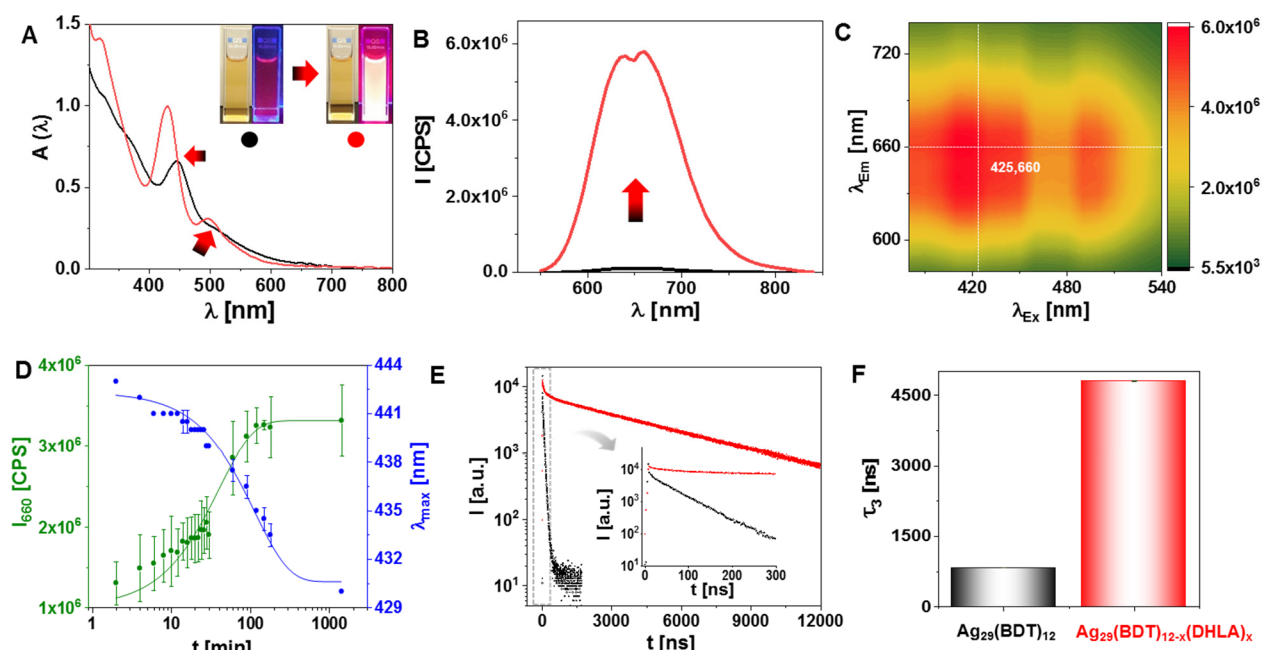 A
1.5
1.0
0.5
0.0
A (λ)
400 500 600 700 800
λ [nm]
B
6.0x10⁶
4.0x10⁶
2.0x10⁶
0.0
I [CPS]
600 700 800
λ [nm]
C
720
660
600
λEm [nm]
425,660
420 480 540
λEx [nm]
6.0x10⁶
4.0x10⁶
2.0x10⁶
5.5x10³
D
4x10⁶
3x10⁶
2x10⁶
1x10⁶
I₆₆₀ [CPS]
444
441
438
435
432
429
λmax [nm]
1 10 100 1000
t [min]
E
10⁴
10³
10²
10¹
I [a.u.]
10⁴
10³
10²
10¹
I [a.u.]
0 100 200 300
t [ns]
0 3000 6000 9000 12000
t [ns]
F
4500
3000
1500
0
τ₃ [ns]
Ag₂₉(BDT)₁₂ Ag₂₉(BDT)₁₂₋ₓ(DHLA)ₓ